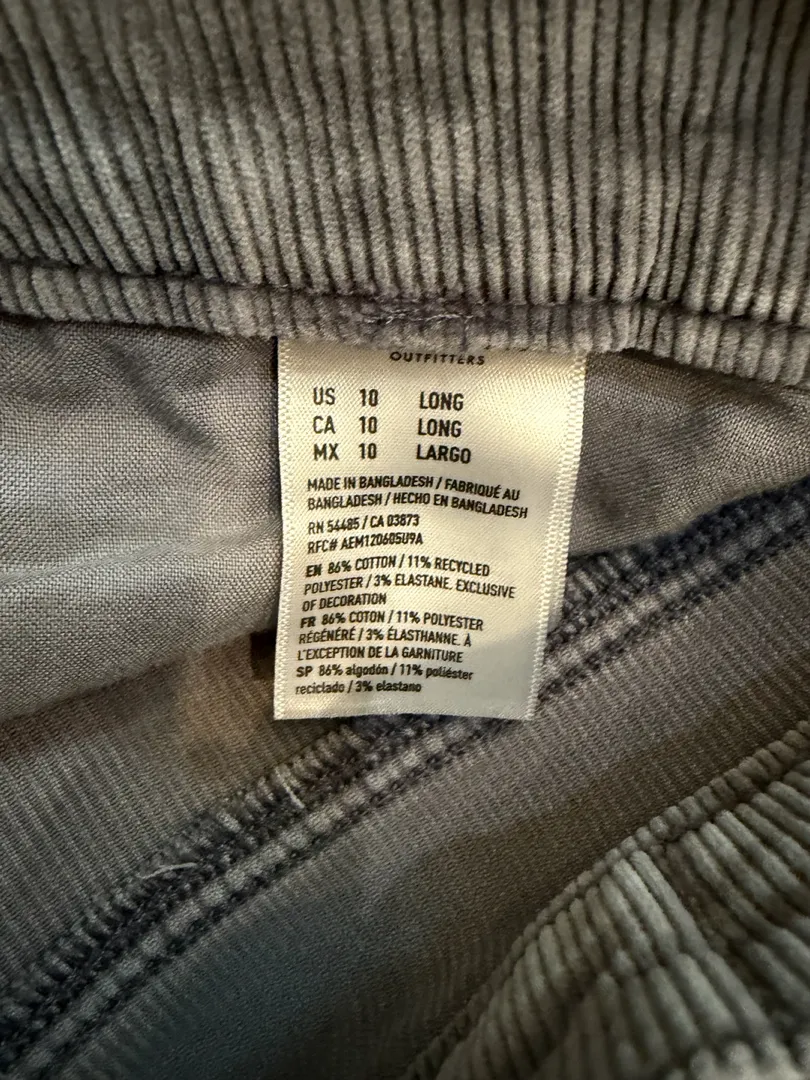 OUTFITTERS
US 10 LONG
CA 10 LONG
MX 10 LARGO
MADE IN BANGLADESH / FABRIQUÉ AU
BANGLADESH / HECHO EN BANGLADESH
RN 54485 / CA 03873
RFC# AEM120605U9A
EN 86% COTTON / 11% RECYCLED
POLYESTER / 3% ELASTANE. EXCLUSIVE
OF DECORATION
FR 86% COTON / 11% POLYESTER
RÉGÉNÉRÉ / 3% ÉLASTHANNE. À
L'EXCEPTION DE LA GARNITURE
SP 86% algodón / 11% poliéster
reciclado / 3% elastano